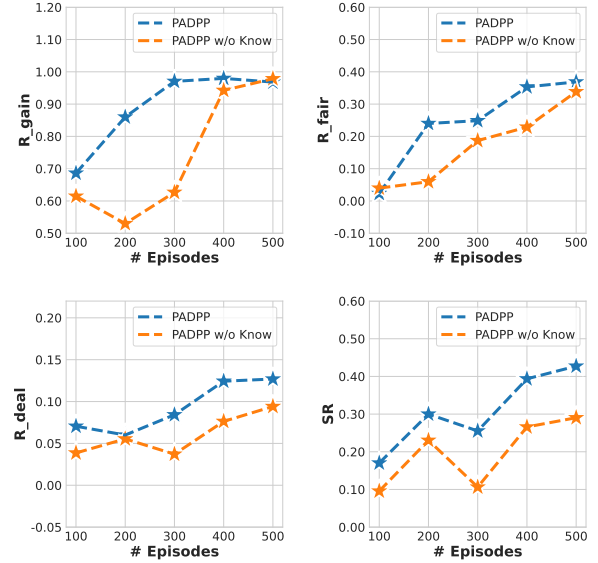 1.20
1.10
1.00
0.90
0.80
0.70
0.60
0.50
R_gain
PADPP
PADPP w/o Know
100 200 300 400 500
# Episodes
0.60
0.50
0.40
0.30
0.20
0.10
0.00
-0.10
R_fair
PADPP
PADPP w/o Know
100 200 300 400 500
# Episodes
0.20
0.15
0.10
0.05
0.00
-0.05
R_deal
PADPP
PADPP w/o Know
100 200 300 400 500
# Episodes
0.60
0.50
0.40
0.30
0.20
0.10
0.00
SR
PADPP
PADPP w/o Know
100 200 300 400 500
# Episodes